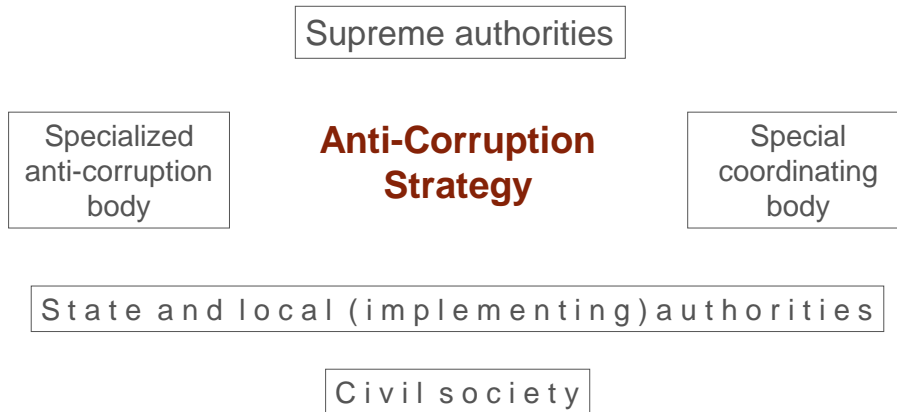 Supreme authorities
Specialized
anti-corruption
body
Anti-Corruption
Strategy
Special
coordinating
body
State and local (implementing) authorities
Civil society